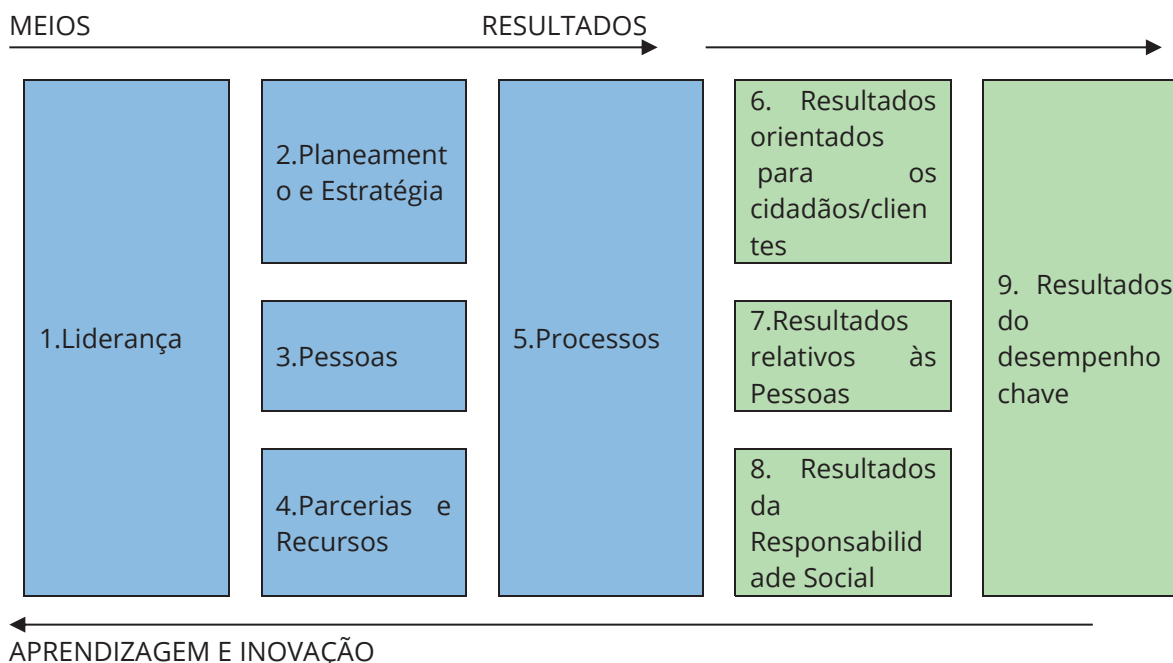 MEIOS
RESULTADOS
1.Liderança
2.Planeament
o e Estratégia
3.Pessoas
4.Parcerias e
Recursos
5.Processos
6. Resultados
orientados
para os
cidadãos/clien
tes
7.Resultados
relativos às
Pessoas
8. Resultados
da
Responsabilid
ade Social
9. Resultados
do
desempenho
chave
APRENDIZAGEM E INOVAÇÃO